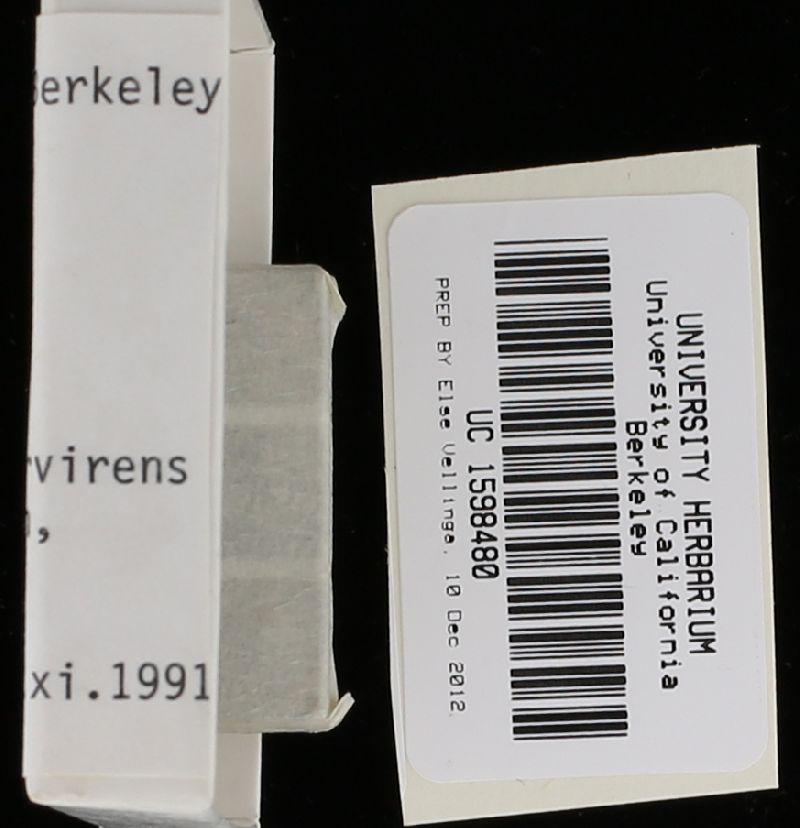 Berkeley
virens
,
xi.1991
UNIVERSITY HERBARIUM
University of California
Berkeley
UC 1598480
PREP BY Else Vellinga, 10 Dec 2012